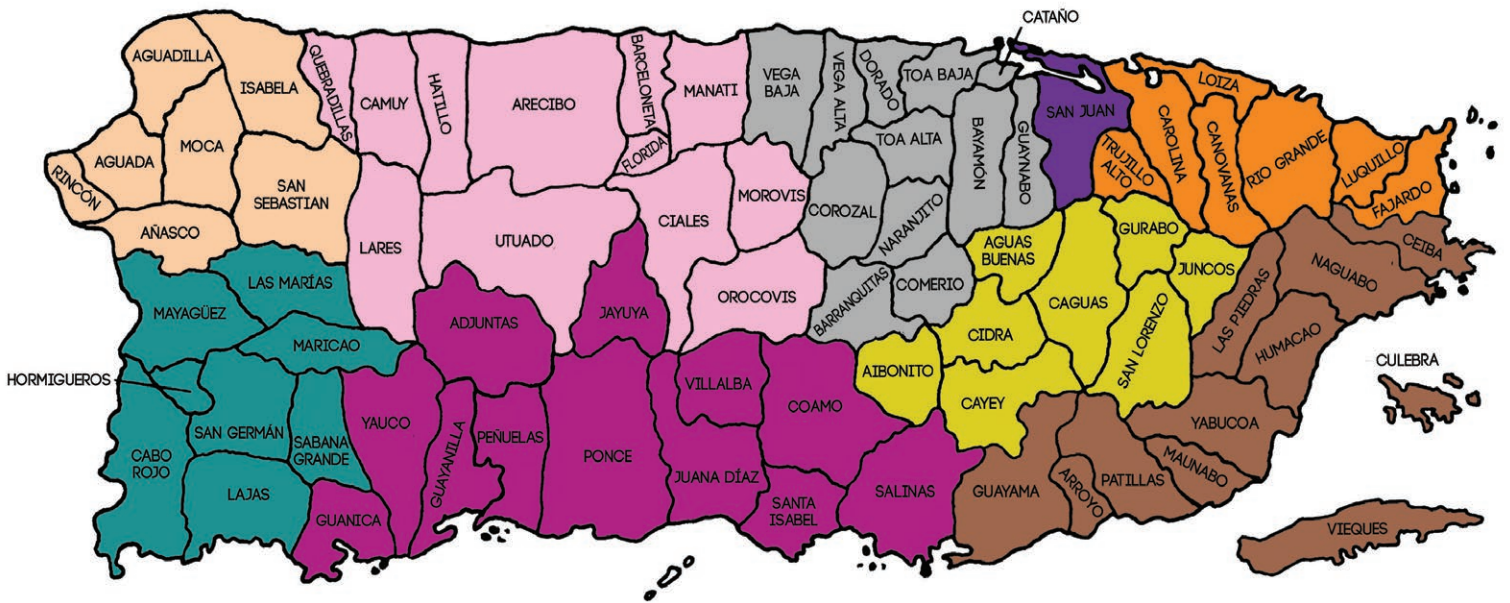 CATAÑO
AGUADILLA
ISABELA
QUEBRADILLAS
CAMUY
HATILLO
ARECIBO
BARCELONETA
MANATI
VEGA
BAJA
VEGA ALTA
DORADO
TOA BAJA
SAN JUAN
LOIZA
AGUADA
MOCA
FLORIDA
TOA ALTA
BAYAMÓN
GUAYNABO
TRUJILLO
ALTO
CAROLINA
CANOVANAS
RIO GRANDE
LUQUILLO
FAJARDO
RINCÓN
SAN
SEBASTIAN
AÑASCO
LARES
UTUADO
CIALES
MOROVIS
COROZAL
NARANJITO
AGUAS
BUENAS
GURABO
CEIBA
NAGUABO
JUNCOS
LAS MARÍAS
MAYAGÜEZ
OROCOVIS
BARRANQUITAS
COMERIO
CAGUAS
LAS PIEDRAS
HUMACAO
ADJUNTAS
JAYUYA
CIDRA
SAN LORENZO
MARICAO
HORMIGUEROS
VILLALBA
AIBONITO
CULEBRA
COAMO
CAYEY
YAUCO
SAN GERMÁN
SABANA
GRANDE
GUAYANILLA
PEÑUELAS
PONCE
YABUCOA
CABO
ROJO
LAJAS
JUANA DÍAZ
MAUNABO
PATILLAS
ARROYO
GUAYAMA
SALINAS
SANTA
ISABEL
GUANICA
VIEQUES